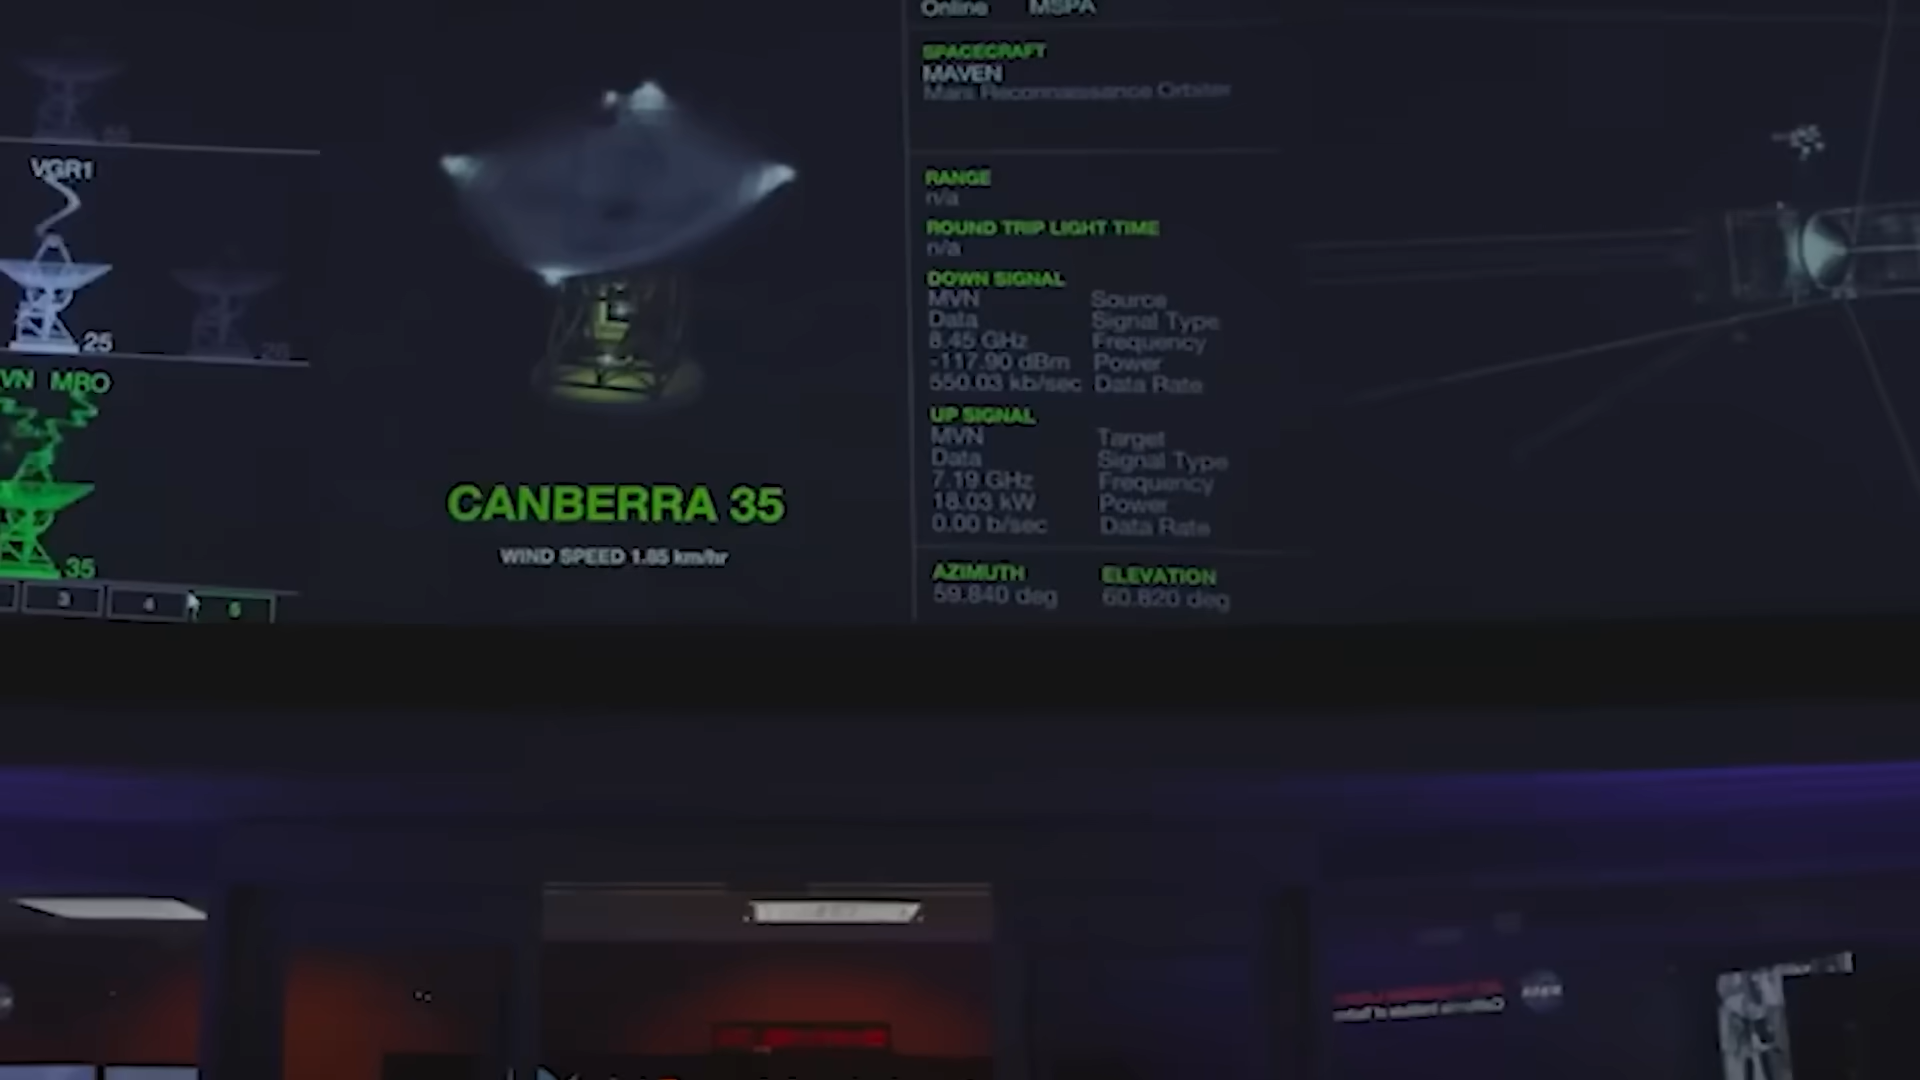 VGR1
25
VN MRO
35
3
4
5
CANBERRA 35
WIND SPEED 1.85 km/hr
Online MSPA
SPACECRAFT
MAVEN
Mars Reconnaissance Orbiter
RANGE
n/a
ROUND TRIP LIGHT TIME
n/a
DOWN SIGNAL
MVN Source
Data Signal Type
8.45 GHz Frequency
-117.90 dBm Power
550.03 kb/sec Data Rate
UP SIGNAL
MVN Target
Data Signal Type
7.19 GHz Frequency
18.03 kW Power
0.00 b/sec Data Rate
AZIMUTH ELEVATION
59.840 deg 60.820 deg